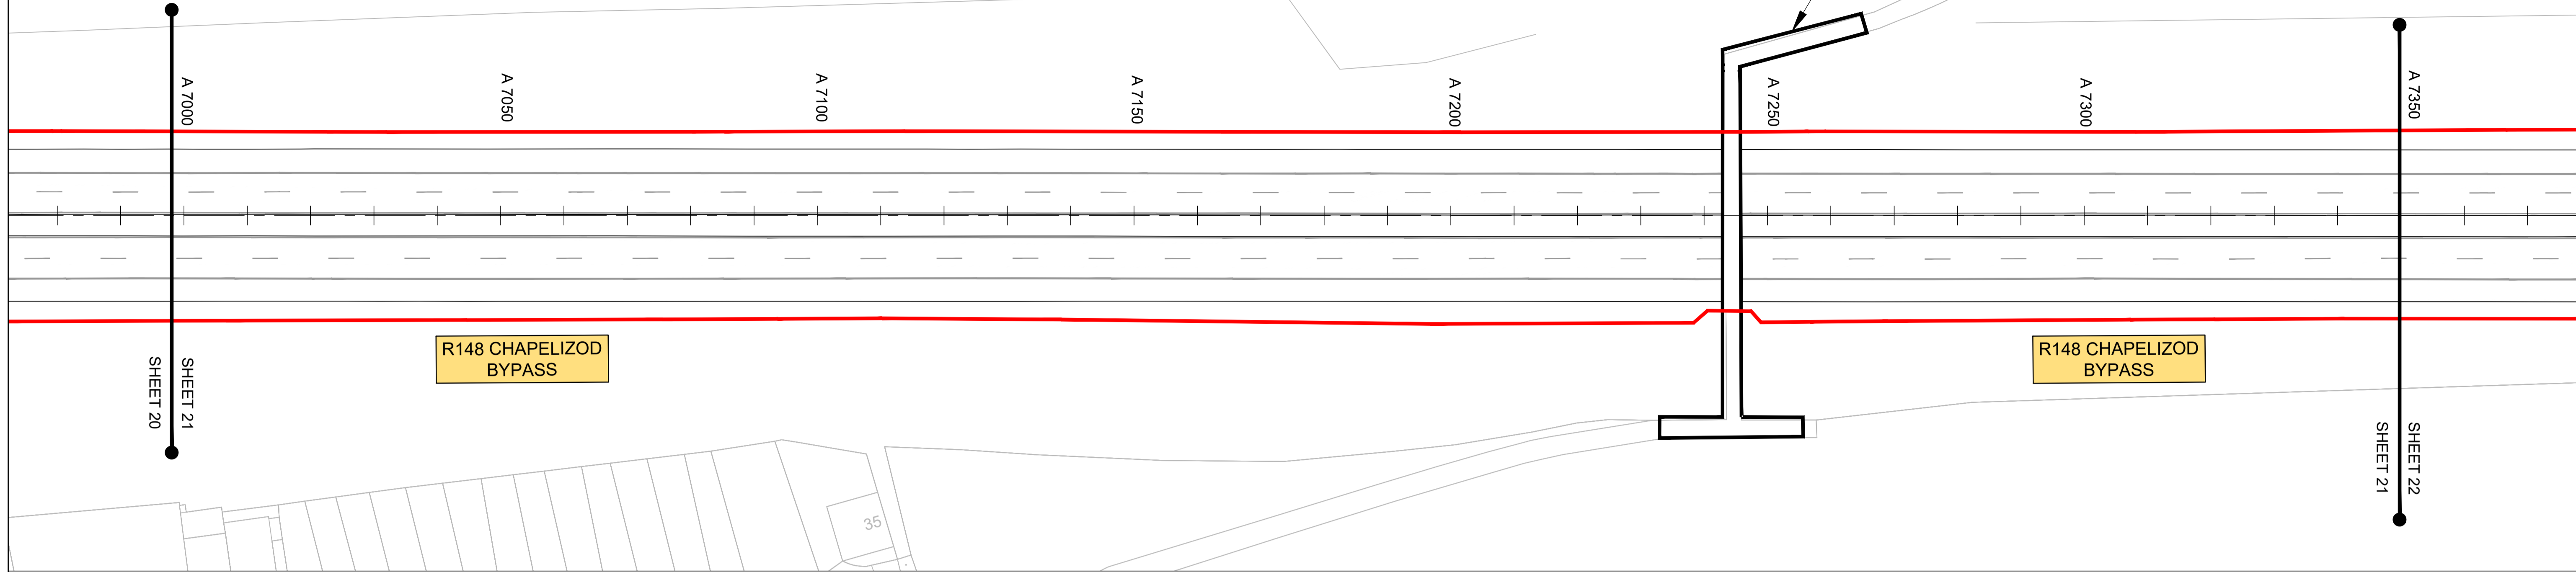 A 7000
A 7050
A 7100
A 7150
A 7200
A 7250
A 7300
A 7350
R148 CHAPELIZOD
BYPASS
R148 CHAPELIZOD
BYPASS
SHEET 21
SHEET 20
SHEET 22
SHEET 21
35